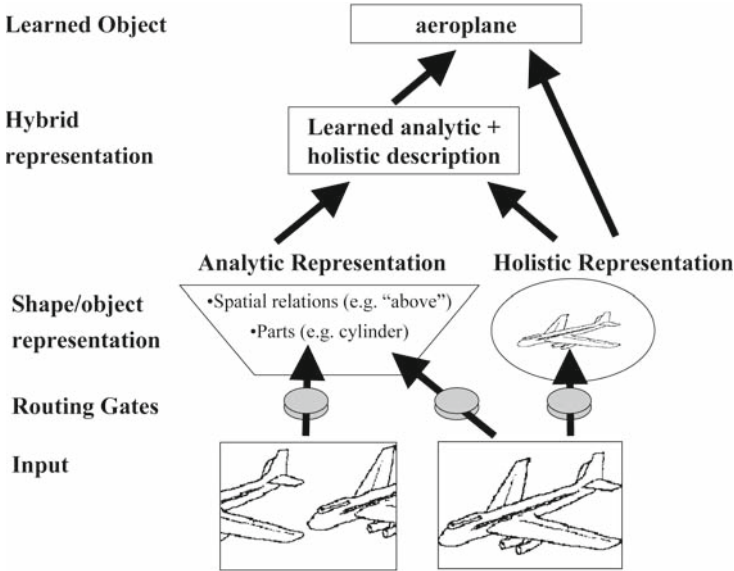 Learned Object
aeroplane
Hybrid
representation
Learned analytic +
holistic description
Analytic Representation
Holistic Representation
Shape/object
representation
•Spatial relations (e.g. “above”)
•Parts (e.g. cylinder)
Routing Gates
Input